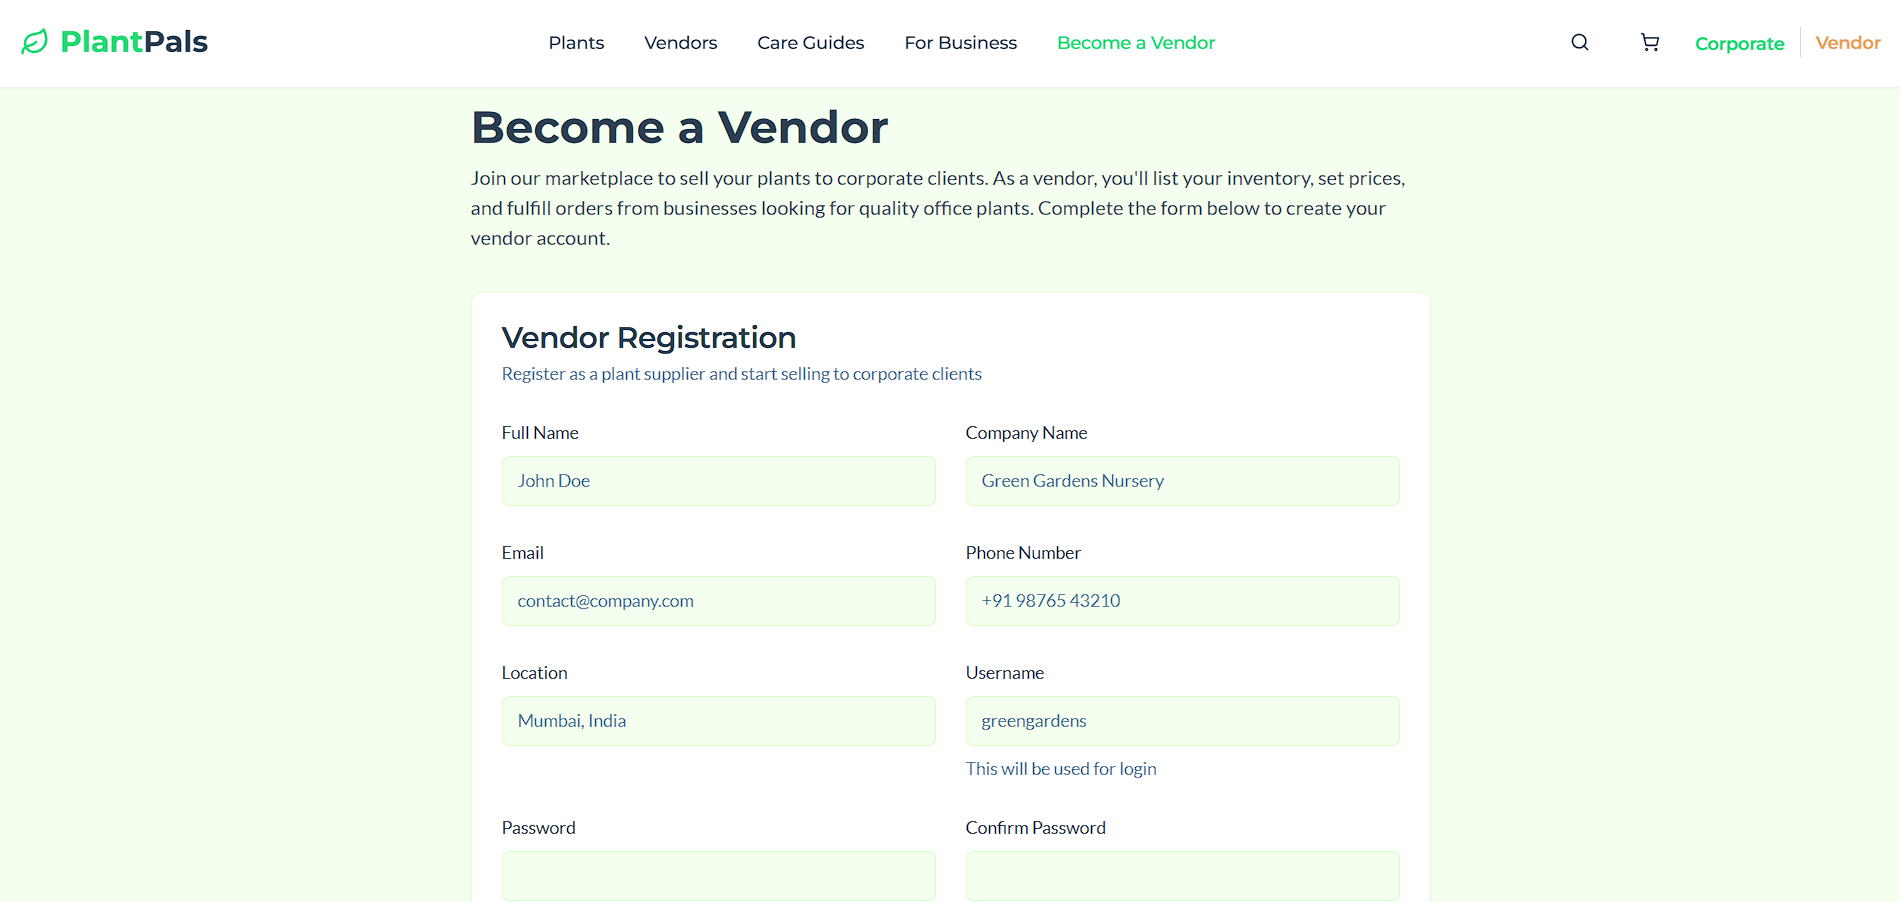 PlantPals
Plants Vendors Care Guides For Business Become a Vendor Corporate Vendor
Become a Vendor
Join our marketplace to sell your plants to corporate clients. As a vendor, you'll list your inventory, set prices,
and fulfill orders from businesses looking for quality office plants. Complete the form below to create your
vendor account.
Vendor Registration
Register as a plant supplier and start selling to corporate clients
Full Name Company Name
John Doe Green Gardens Nursery
Email Phone Number
contact@company.com +91 98765 43210
Location Username
Mumbai, India greengardens
This will be used for login
Password Confirm Password